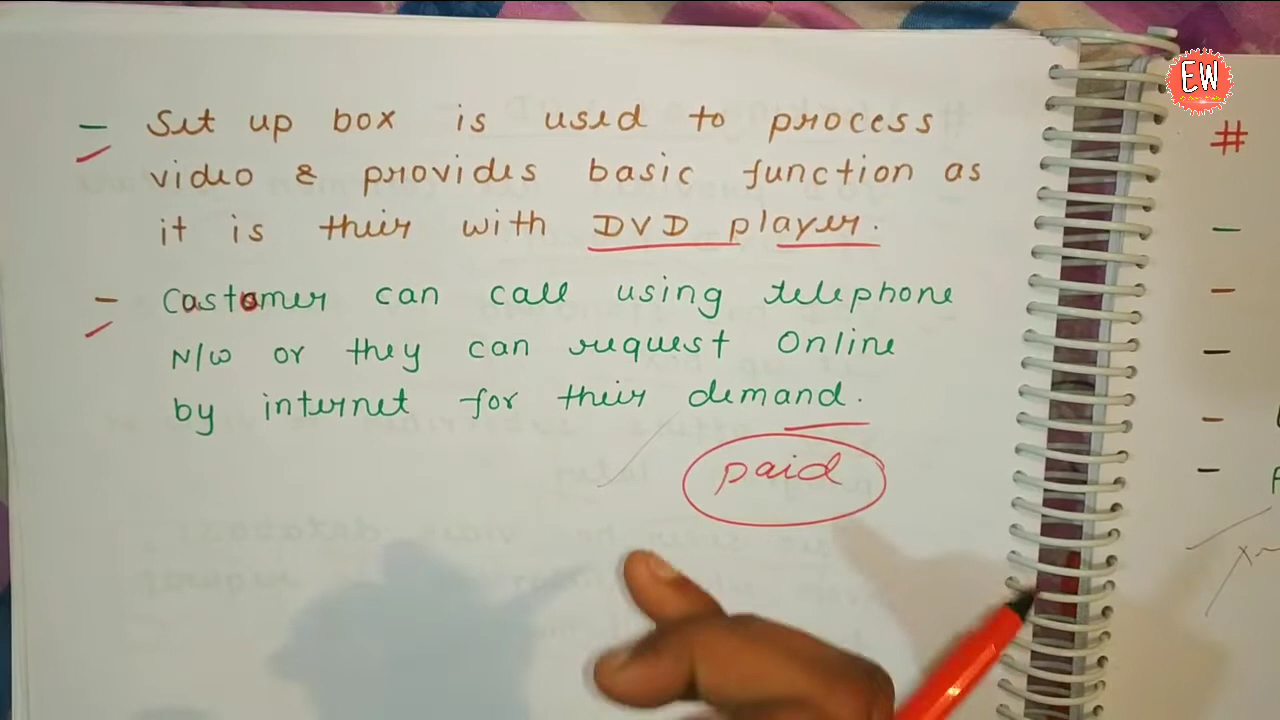 EW
- Set up box is used to process
video & provides basic function as
it is their with DVD player.
- Castomer can call using telephone
N/W or they can request Online
by internet for their demand.
paid
#
-
-
-
-
-